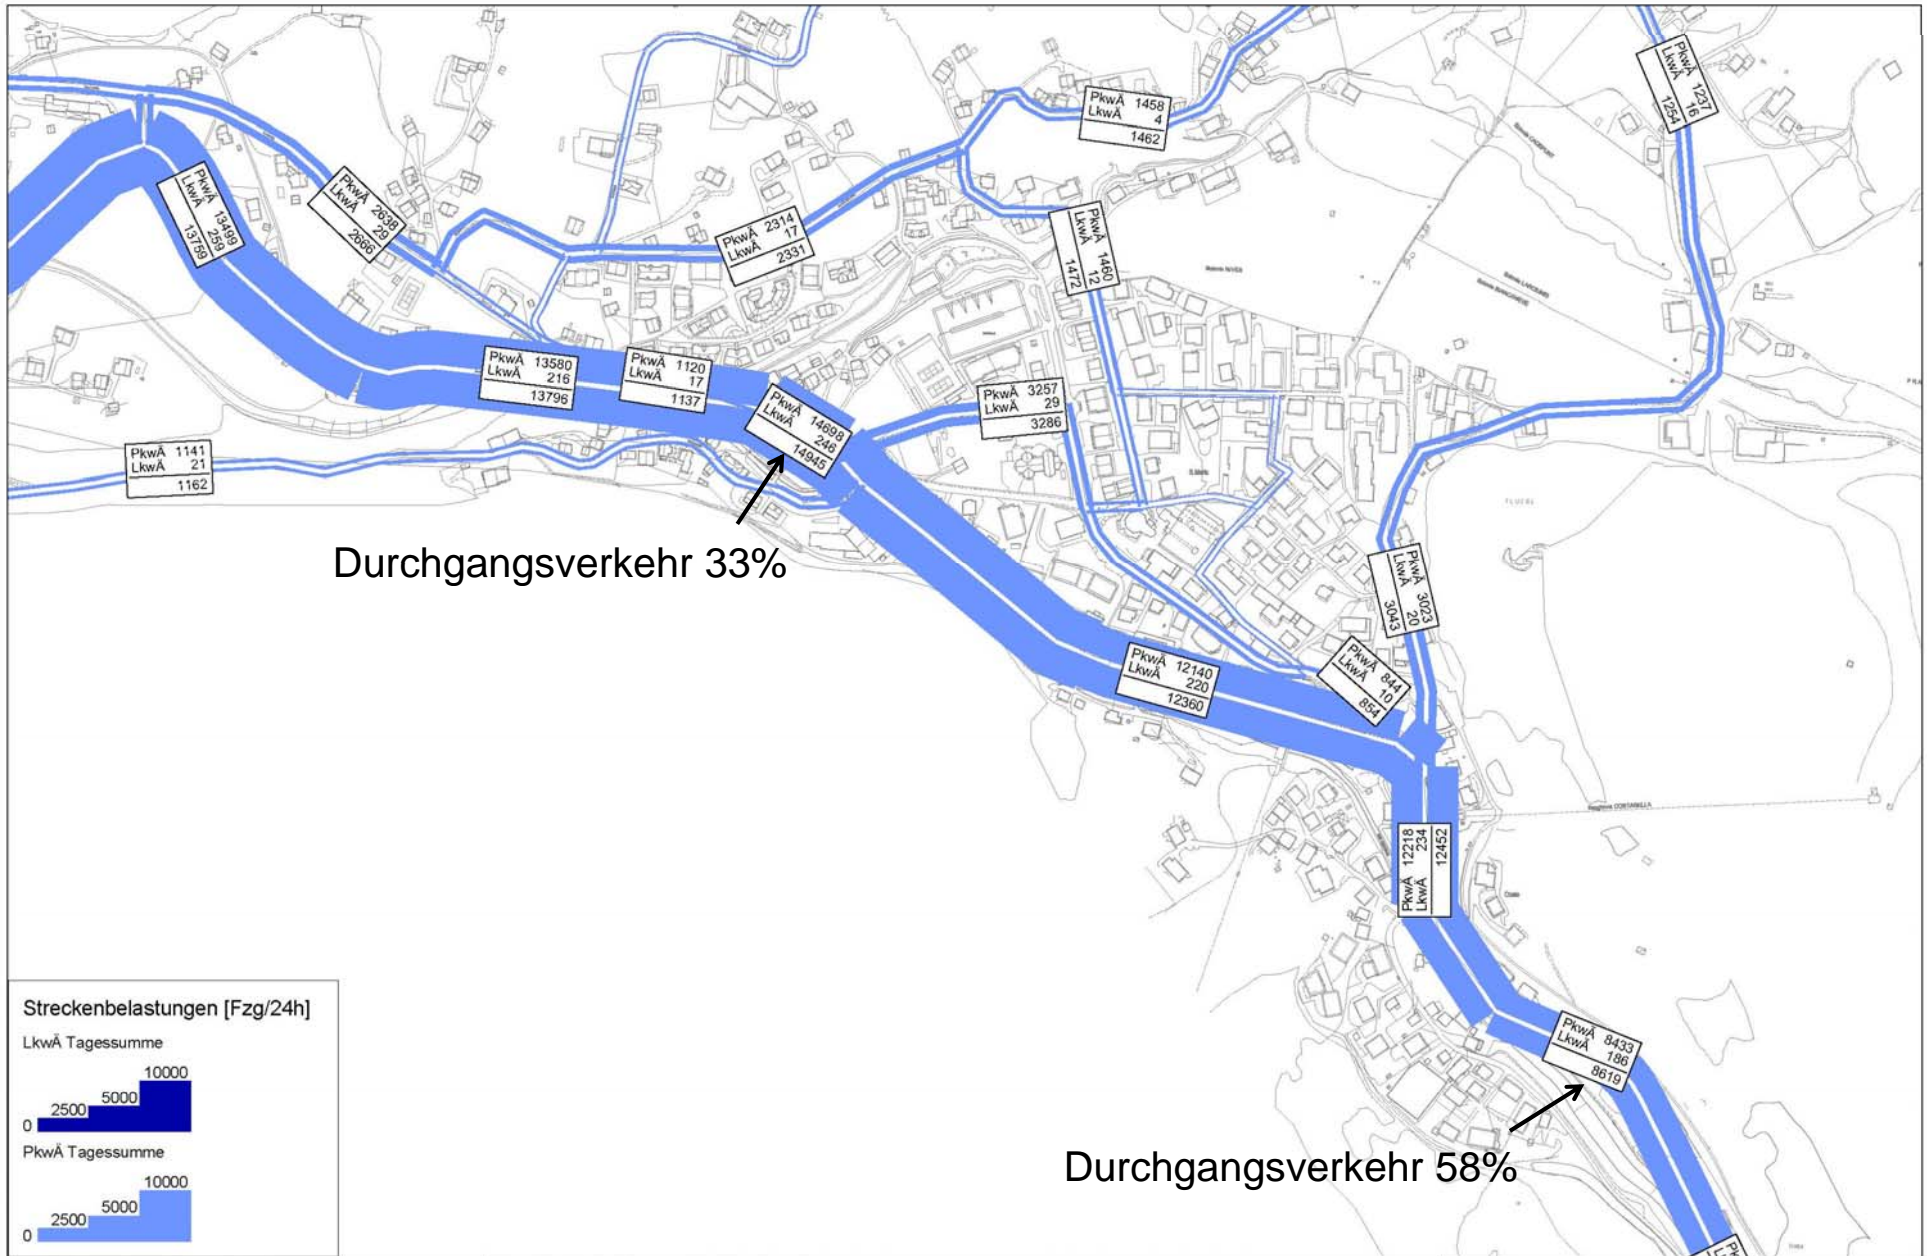 PkwÄ 1237
LkwÄ 16
1254
PkwÄ 1458
LkwÄ 4
1462
PkwÄ 13499
LkwÄ 259
13759
PkwÄ 2638
LkwÄ 29
2666
PkwÄ 2314
LkwÄ 17
2331
PkwÄ 1460
LkwÄ 12
1472
PkwÄ 13580
LkwÄ 216
13796
PkwÄ 1120
LkwÄ 17
1137
PkwÄ 14698
LkwÄ 246
14945
PkwÄ 3257
LkwÄ 29
3286
PkwÄ 1141
LkwÄ 21
1162
Durchgangsverkehr 33%
PkwÄ 3023
LkwÄ 20
3043
PkwÄ 12140
LkwÄ 220
12360
PkwÄ 844
LkwÄ 10
854
PkwÄ 12218
LkwÄ 234
12452
PkwÄ 8433
LkwÄ 186
8619
Durchgangsverkehr 58%
Streckenbelastungen [Fzg/24h]
LkwÄ Tagessumme
0 2500 5000 10000
PkwÄ Tagessumme
0 2500 5000 10000